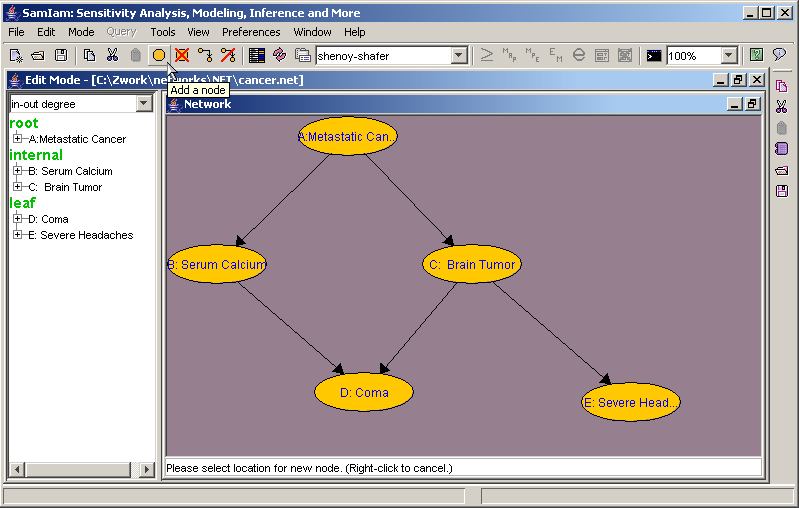 SamIam: Sensitivity Analysis, Modeling, Inference and More
File Edit Mode Query Tools View Preferences Window Help
shenoy-shafer
100%
Edit Mode - [C:\Zwork\networks\NET\cancer.net]
Add a node
in-out degree
root
A:Metastatic Cancer
internal
B: Serum Calcium
C: Brain Tumor
leaf
D: Coma
E: Severe Headaches
Network
A:Metastatic Can...
B: Serum Calcium
C: Brain Tumor
D: Coma
E: Severe Head...
Please select location for new node. (Right-click to cancel.)